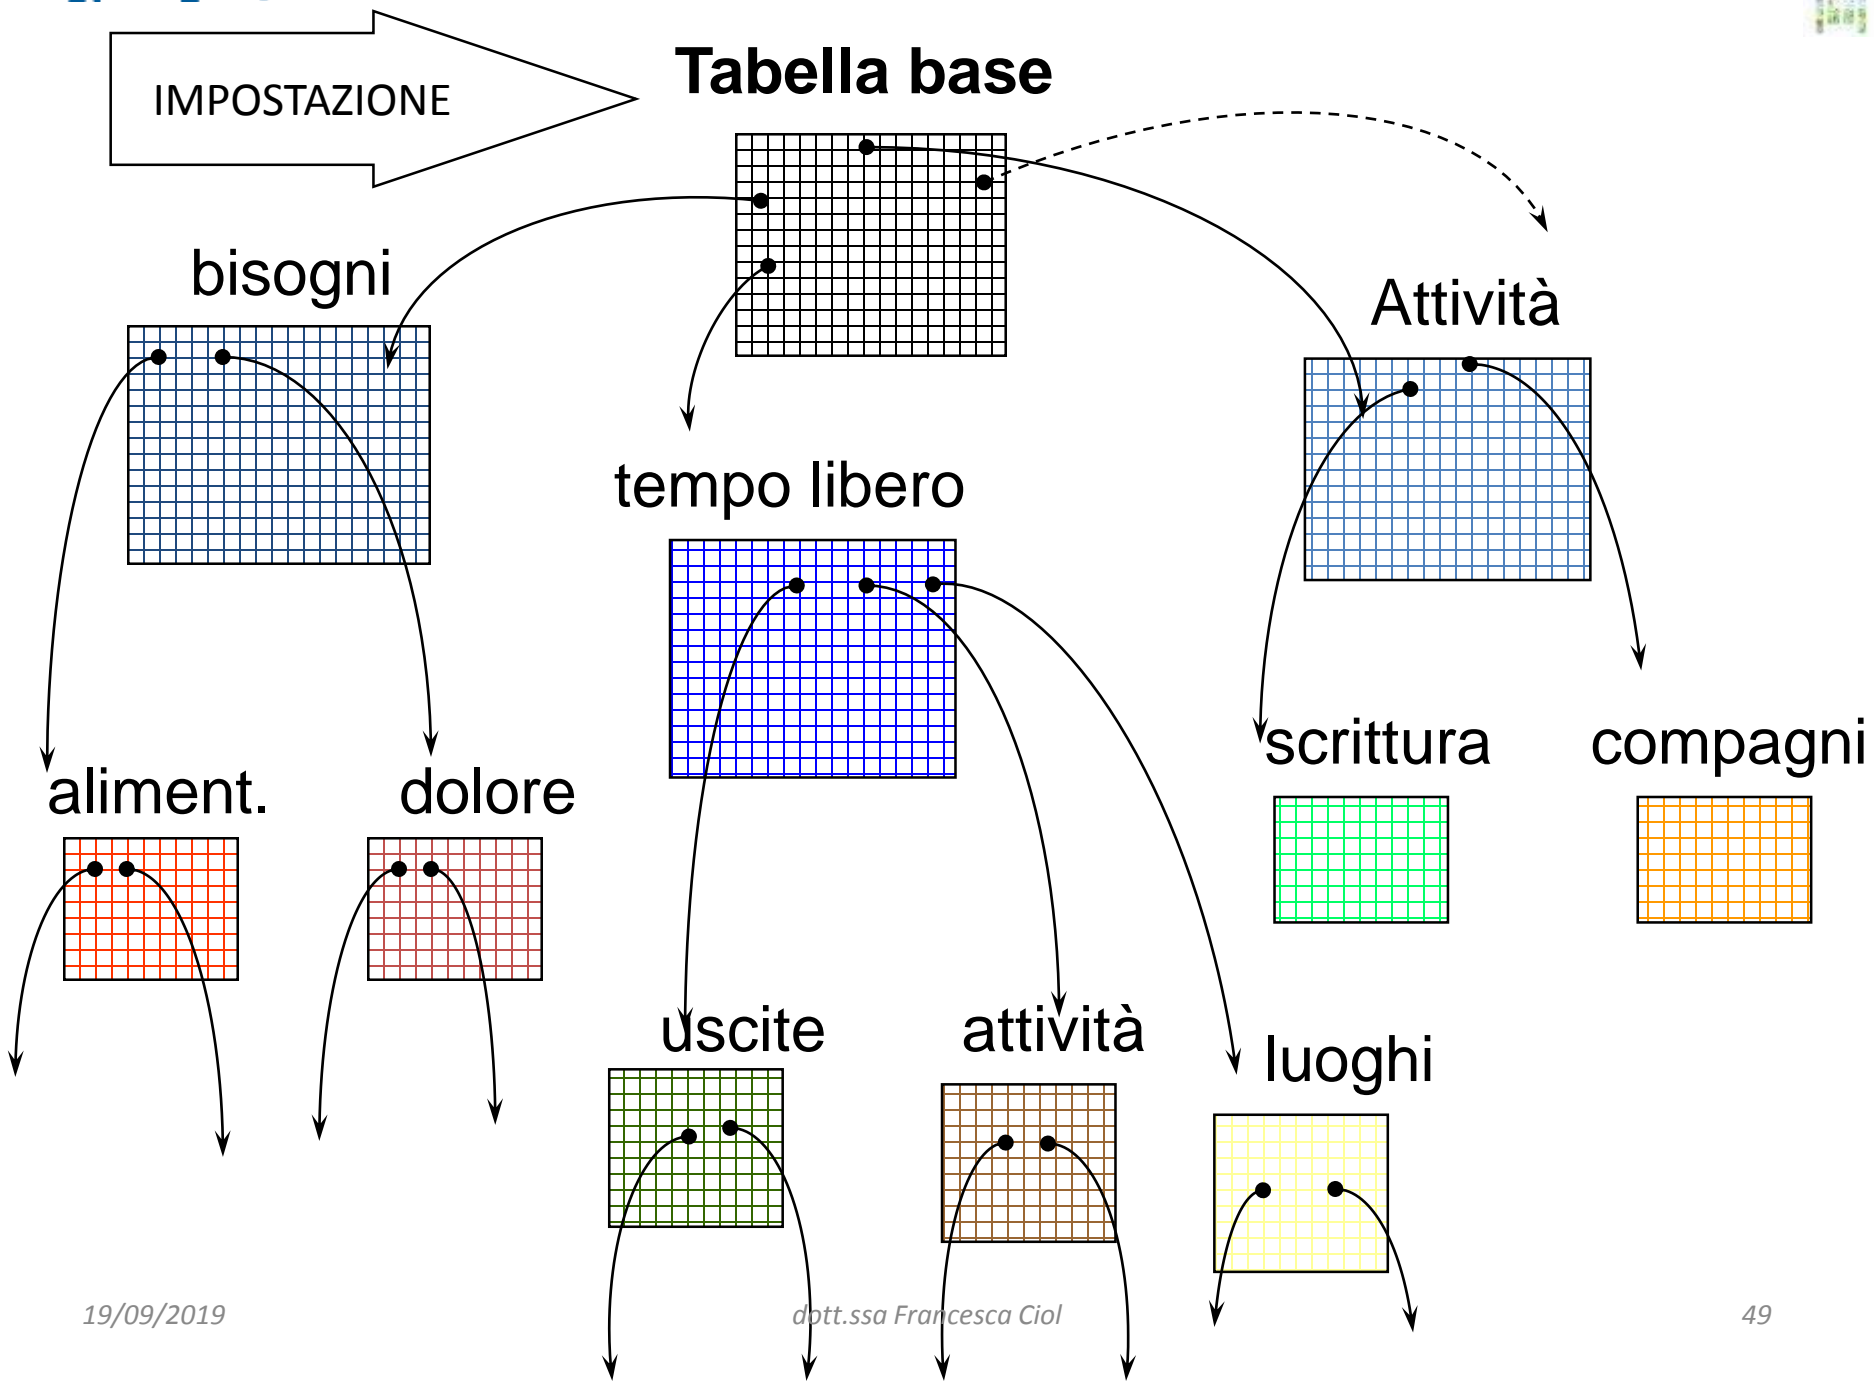 IMPOSTAZIONE
Tabella base
bisogni
Attività
tempo libero
scrittura
compagni
aliment.
dolore
uscite
attività
luoghi
19/09/2019
dott.ssa Francesca Ciol
49